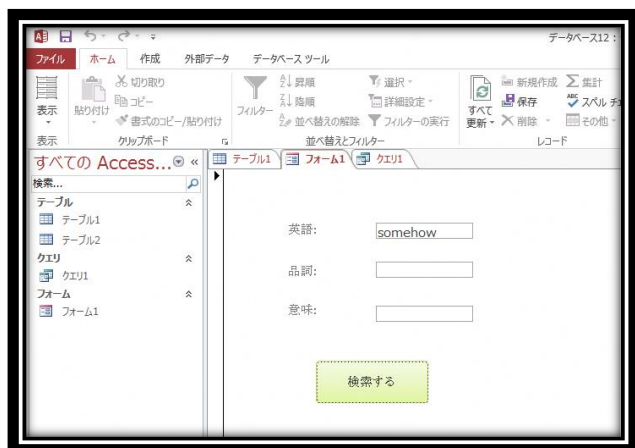 データベース12 :
ファイル ホーム 作成 外部データ データベース ツール
表示
貼り付け
切り取り
コピー
書式のコピー/貼り付け
フィルター
昇順
降順
並べ替えの解除
選択
詳細設定
フィルターの実行
すべて
更新
新規作成
保存
削除
集計
スペル チェ
その他
表示 クリップボード 並べ替えとフィルター レコード
すべての Access... «
検索...
テーブル
テーブル1
テーブル2
クエリ
クエリ1
フォーム
フォーム1
テーブル1 フォーム1 クエリ1
英語: somehow
品詞:
意味:
検索する